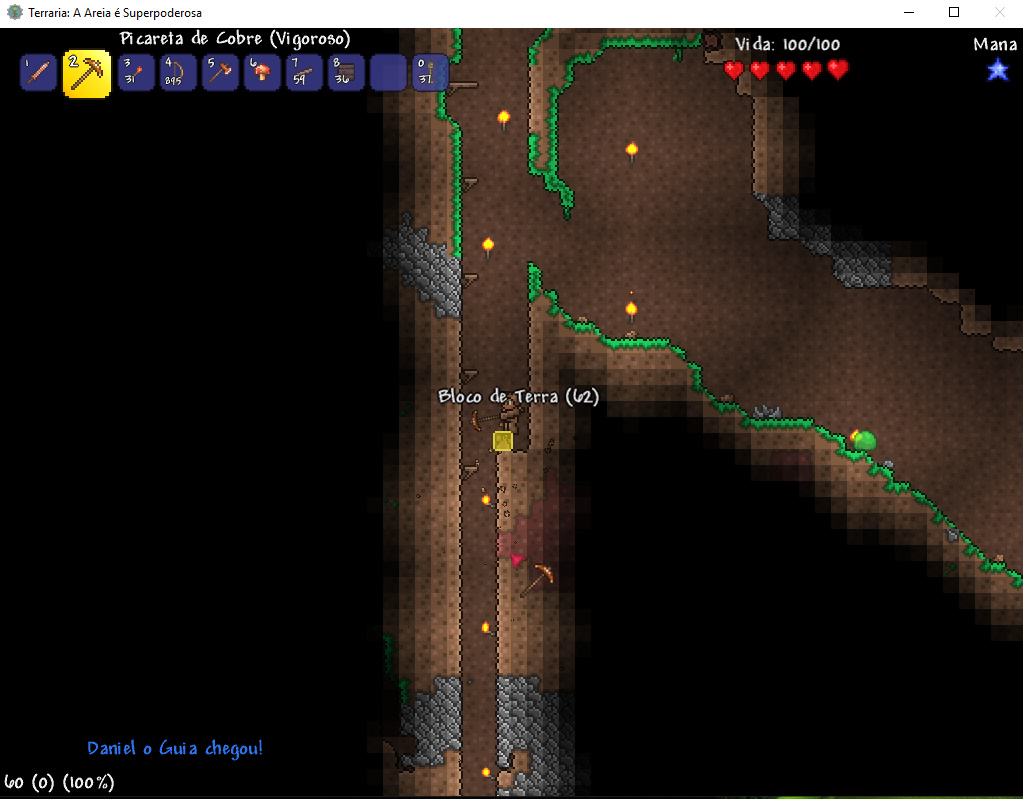 Terraria: A Areia é Superpoderosa
Picareta de Cobre (Vigoroso)
Vida: 100/100
Mana
1 2 3 4 5 6 7 8 0
31 895 59 36 37
Bloco de Terra (62)
Daniel o Guia chegou!
60 (0) (100%)